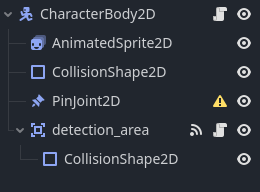 CharacterBody2D
AnimatedSprite2D
CollisionShape2D
PinJoint2D
detection_area
CollisionShape2D